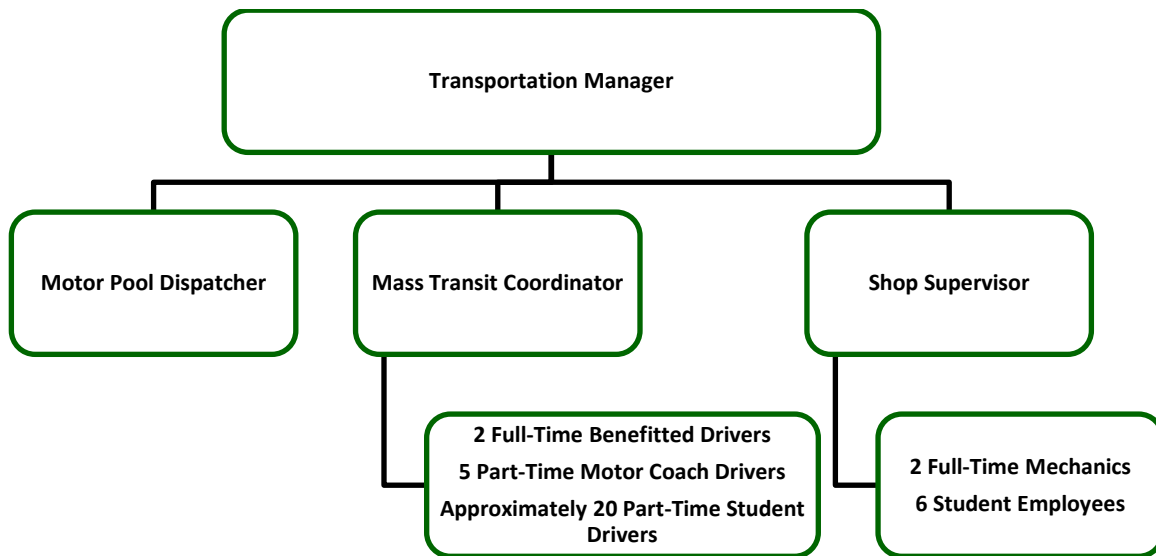 Transportation Manager
Motor Pool Dispatcher
Mass Transit Coordinator
Shop Supervisor
2 Full-Time Benefitted Drivers
5 Part-Time Motor Coach Drivers
Approximately 20 Part-Time Student
Drivers
2 Full-Time Mechanics
6 Student Employees